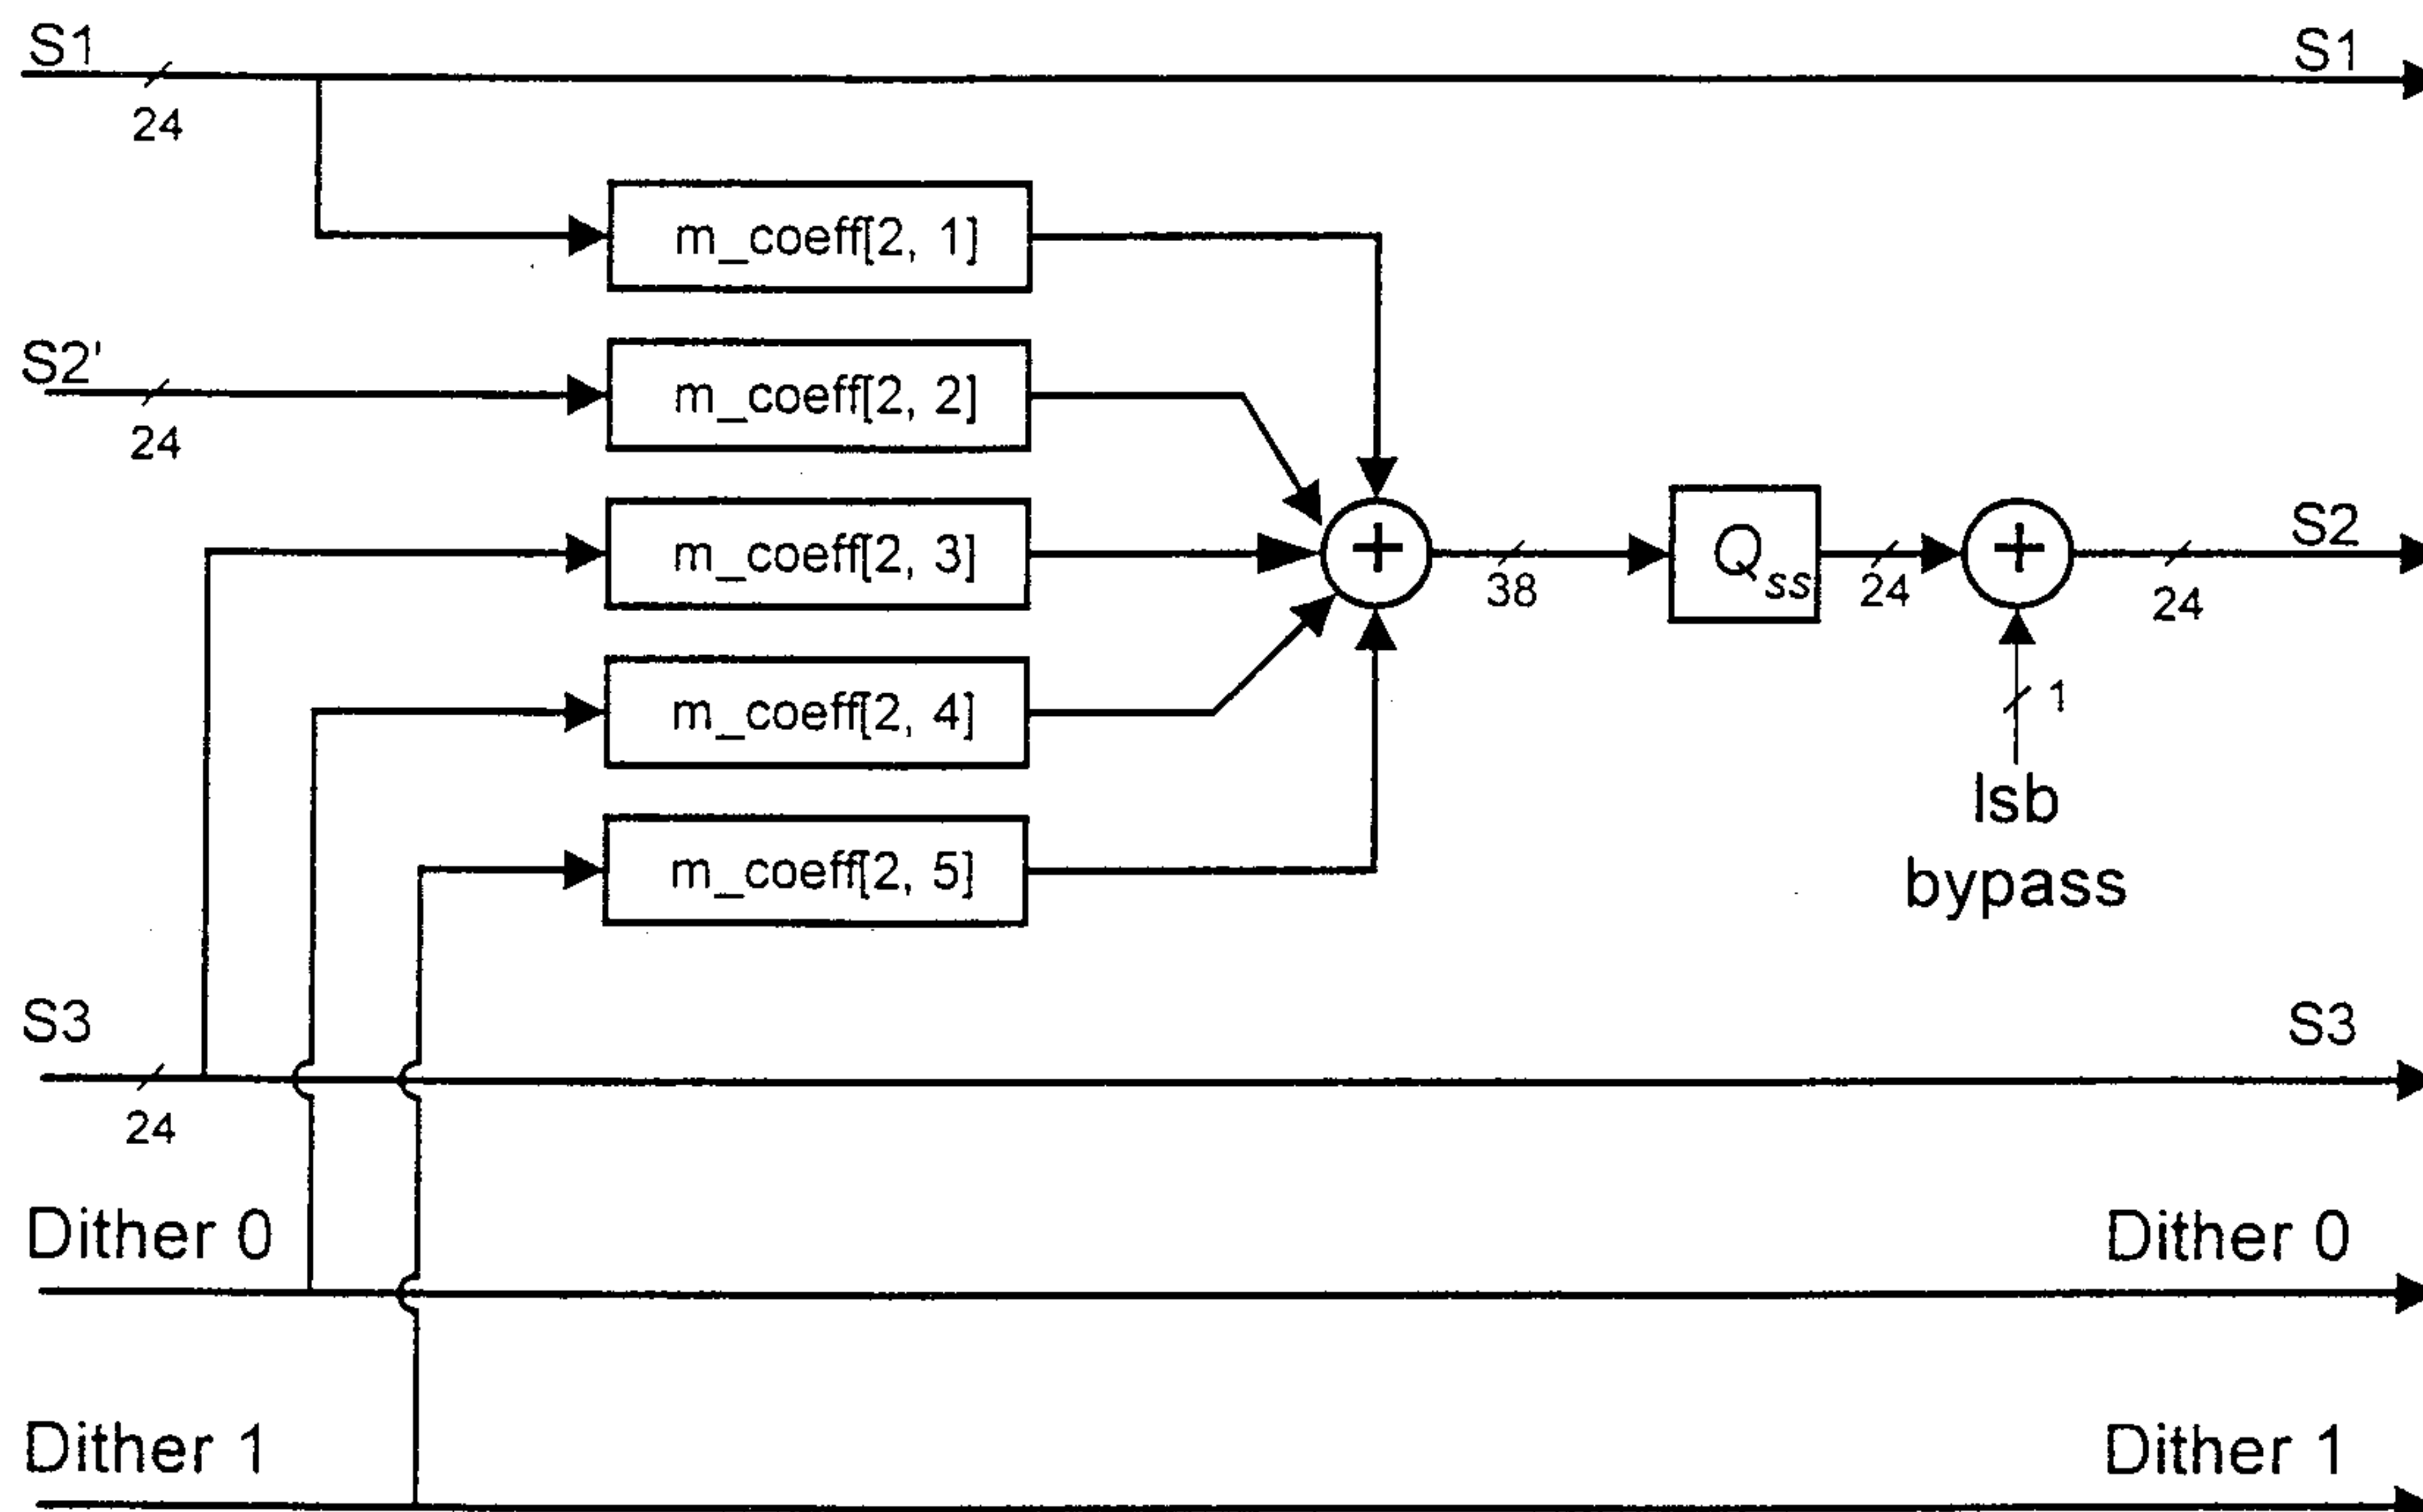 S1 S1
24
m_coeff[2, 1]
S2' m_coeff[2, 2]
24
m_coeff[2, 3] + 38 Qss 24 + 24 S2
m_coeff[2, 4] 1
lsb
bypass
m_coeff[2, 5]
S3 S3
24
Dither 0 Dither 0
Dither 1 Dither 1